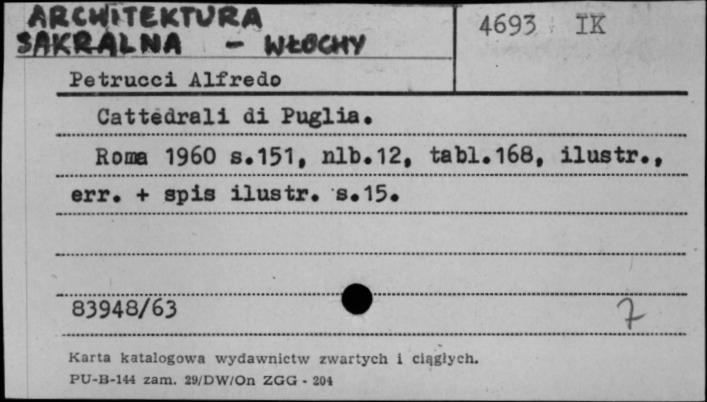 ARCHITEKTURA
SAKRALNA - WŁOCHY
4693 IK
Petrucci Alfredo
Cattedrali di Puglia.
Roma 1960 s.151, nlb.12, tabl.168, ilustr.,
err. + spis ilustr. s.15.
83948/63
7
Karta katalogowa wydawnictw zwartych i ciągłych.
PU-B-144 zam. 29/DW/On ZGG - 204